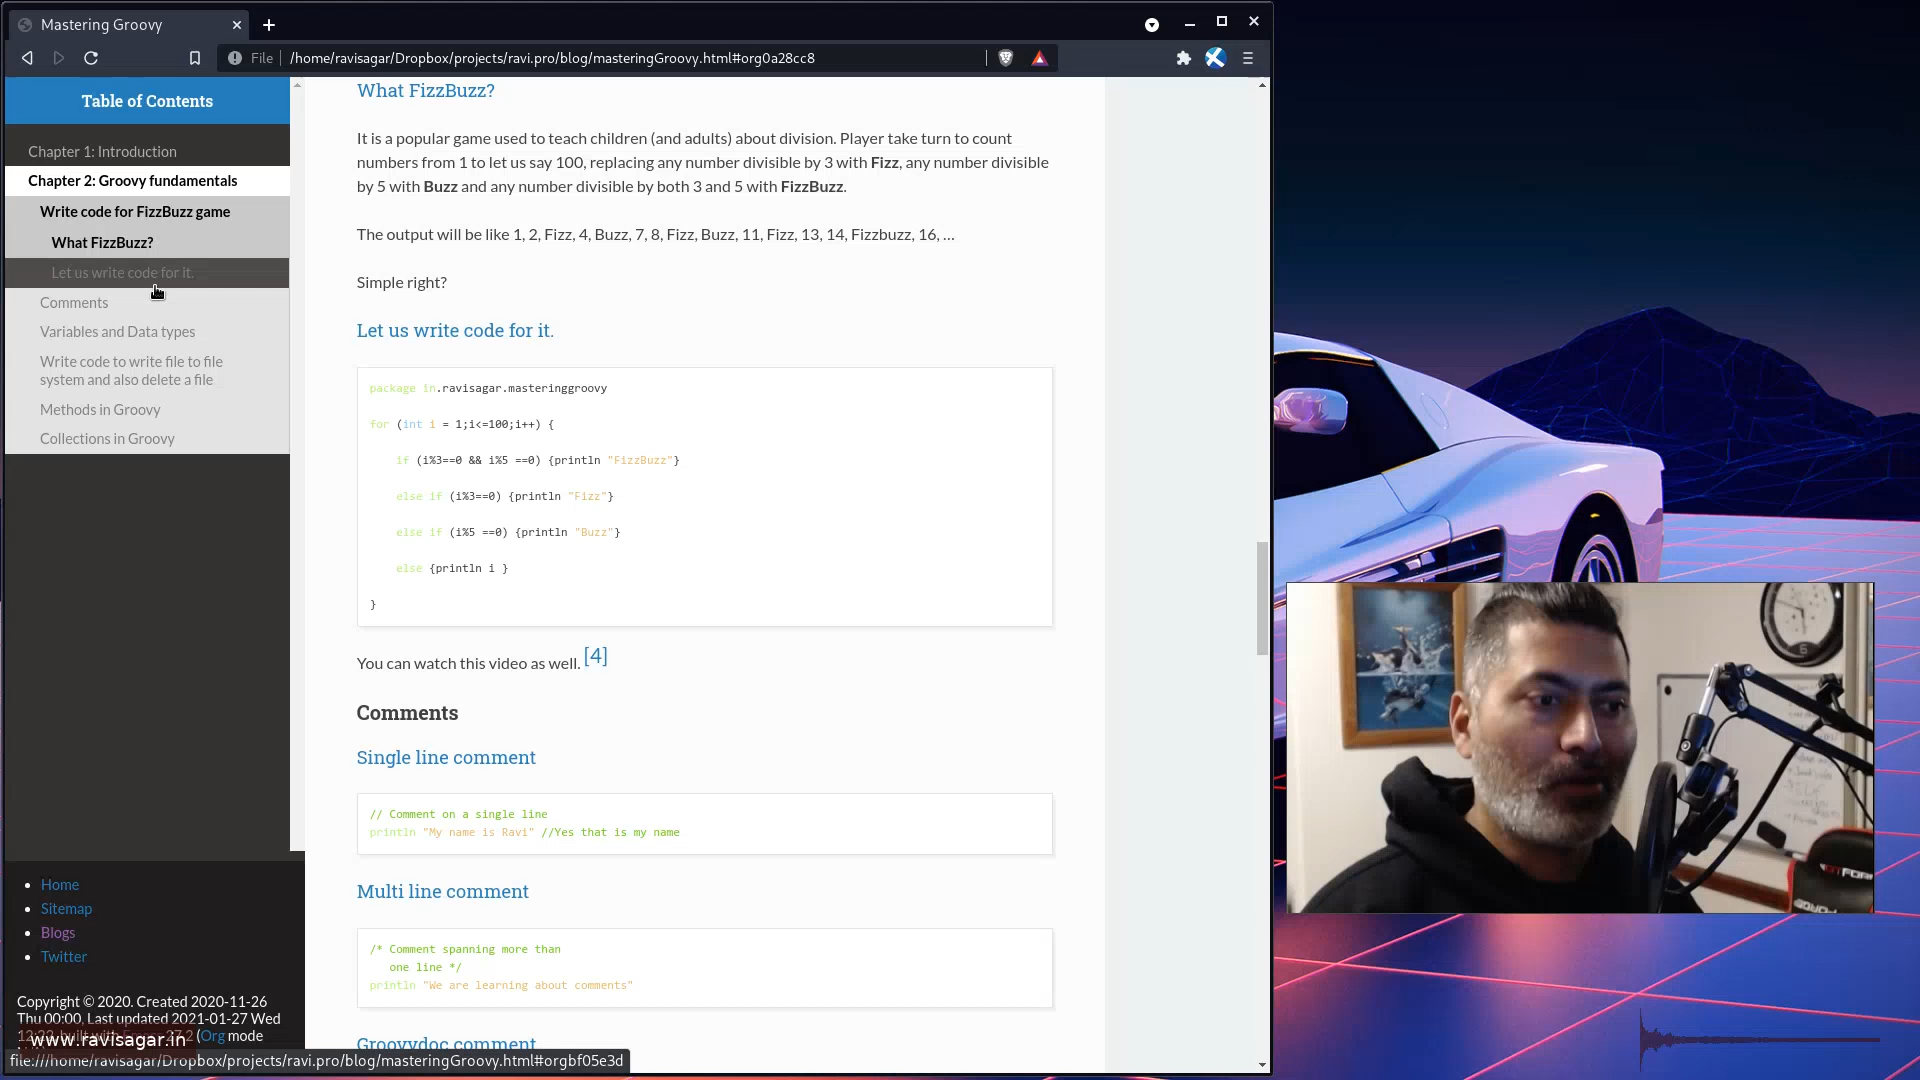 Mastering Groovy
File
/home/ravisagar/Dropbox/projects/ravi.pro/blog/masteringGroovy.html#org0a28cc8
Table of Contents
Chapter 1: Introduction
Chapter 2: Groovy fundamentals
Write code for FizzBuzz game
What FizzBuzz?
Let us write code for it.
Comments
Variables and Data types
Write code to write file to file
system and also delete a file
Methods in Groovy
Collections in Groovy
Home
Sitemap
Blogs
Twitter
Copyright © 2020. Created 2020-11-26
Thu 00:00, Last updated 2021-01-27 Wed
12:22, built with Emacs 27.2 (Org mode
www.ravisagar.in
file:///home/ravisagar/Dropbox/projects/ravi.pro/blog/masteringGroovy.html#orgbf05e3d
What FizzBuzz?
It is a popular game used to teach children (and adults) about division. Player take turn to count
numbers from 1 to let us say 100, replacing any number divisible by 3 with Fizz, any number divisible
by 5 with Buzz and any number divisible by both 3 and 5 with FizzBuzz.
The output will be like 1, 2, Fizz, 4, Buzz, 7, 8, Fizz, Buzz, 11, Fizz, 13, 14, Fizzbuzz, 16, ...
Simple right?
Let us write code for it.
package in.ravisagar.masteringgroovy
for (int i = 1;i<=100;i++) {
if (i%3==0 && i%5 ==0) {println "FizzBuzz"}
else if (i%3==0) {println "Fizz"}
else if (i%5 ==0) {println "Buzz"}
else {println i }
}
You can watch this video as well. [4]
Comments
Single line comment
// Comment on a single line
println "My name is Ravi" //Yes that is my name
Multi line comment
/* Comment spanning more than
one line */
println "We are learning about comments"
Groovydoc comment